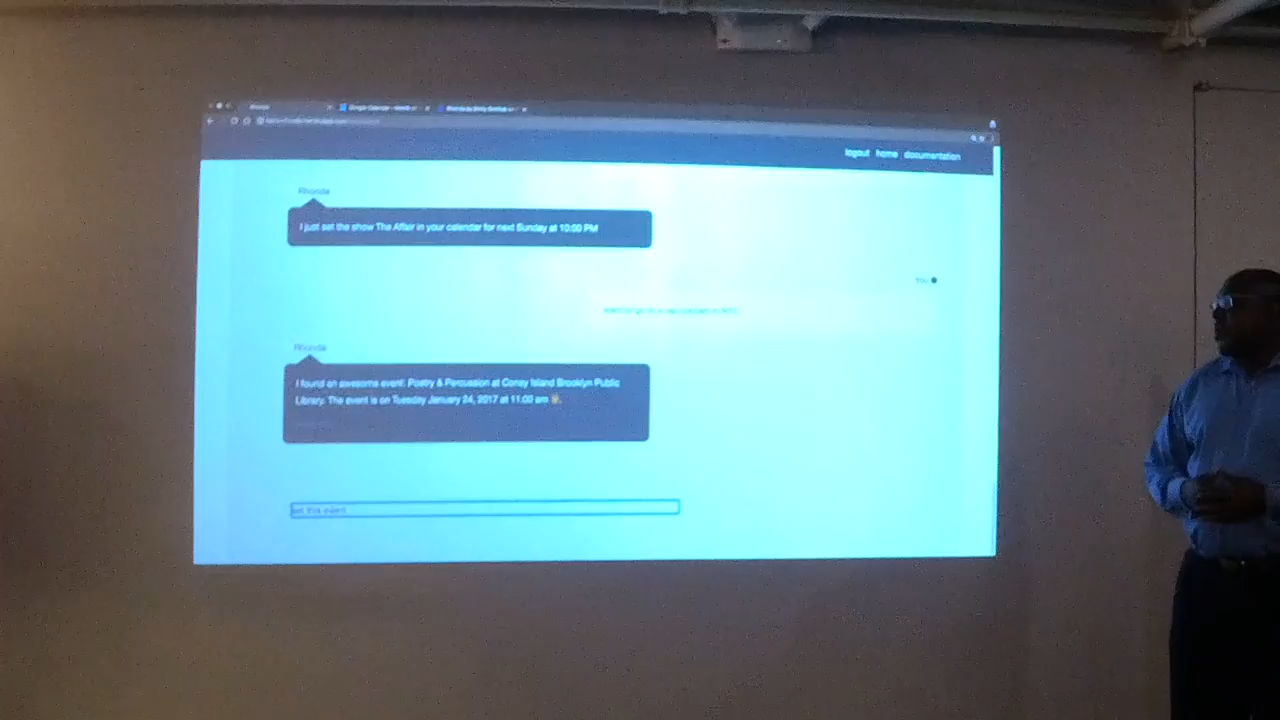 logout home documentation
Rhonda
I just set the show The Affair in your calendar for next Sunday at 10:00 PM
You
Rhonda
I found an awesome event: Poetry & Percussion at Coney Island Brooklyn Public
Library. The event is on Tuesday January 24, 2017 at 11:00 am
set this event